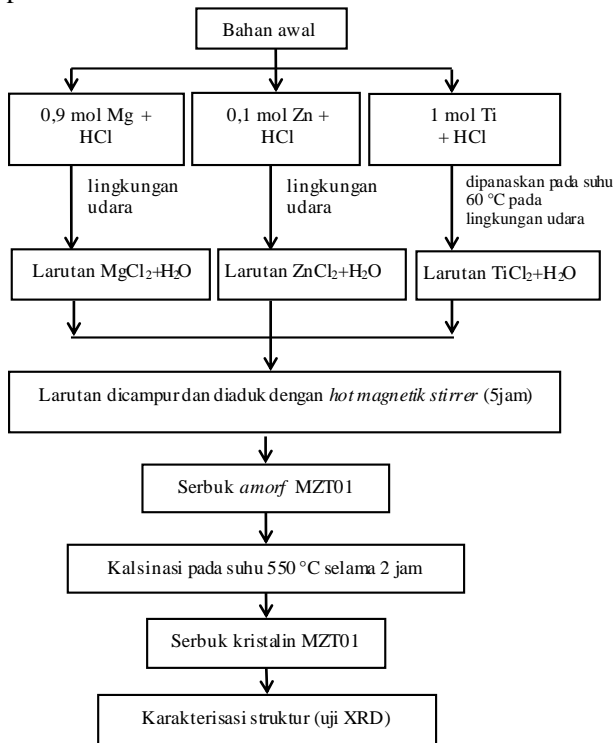 Bahan awal
0,9 mol Mg +
HCl
0,1 mol Zn +
HCl
1 mol Ti
+ HCl
lingkungan
udara
lingkungan
udara
dipanaskan pada suhu
60 °C pada
lingkungan udara
Larutan MgCl₂+H₂O
Larutan ZnCl₂+H₂O
Larutan TiCl₂+H₂O
Larutan dicampur dan diaduk dengan hot magnetik stirrer (5jam)
Serbuk amorf MZT01
Kalsinasi pada suhu 550 °C selama 2 jam
Serbuk kristalin MZT01
Karakterisasi struktur (uji XRD)